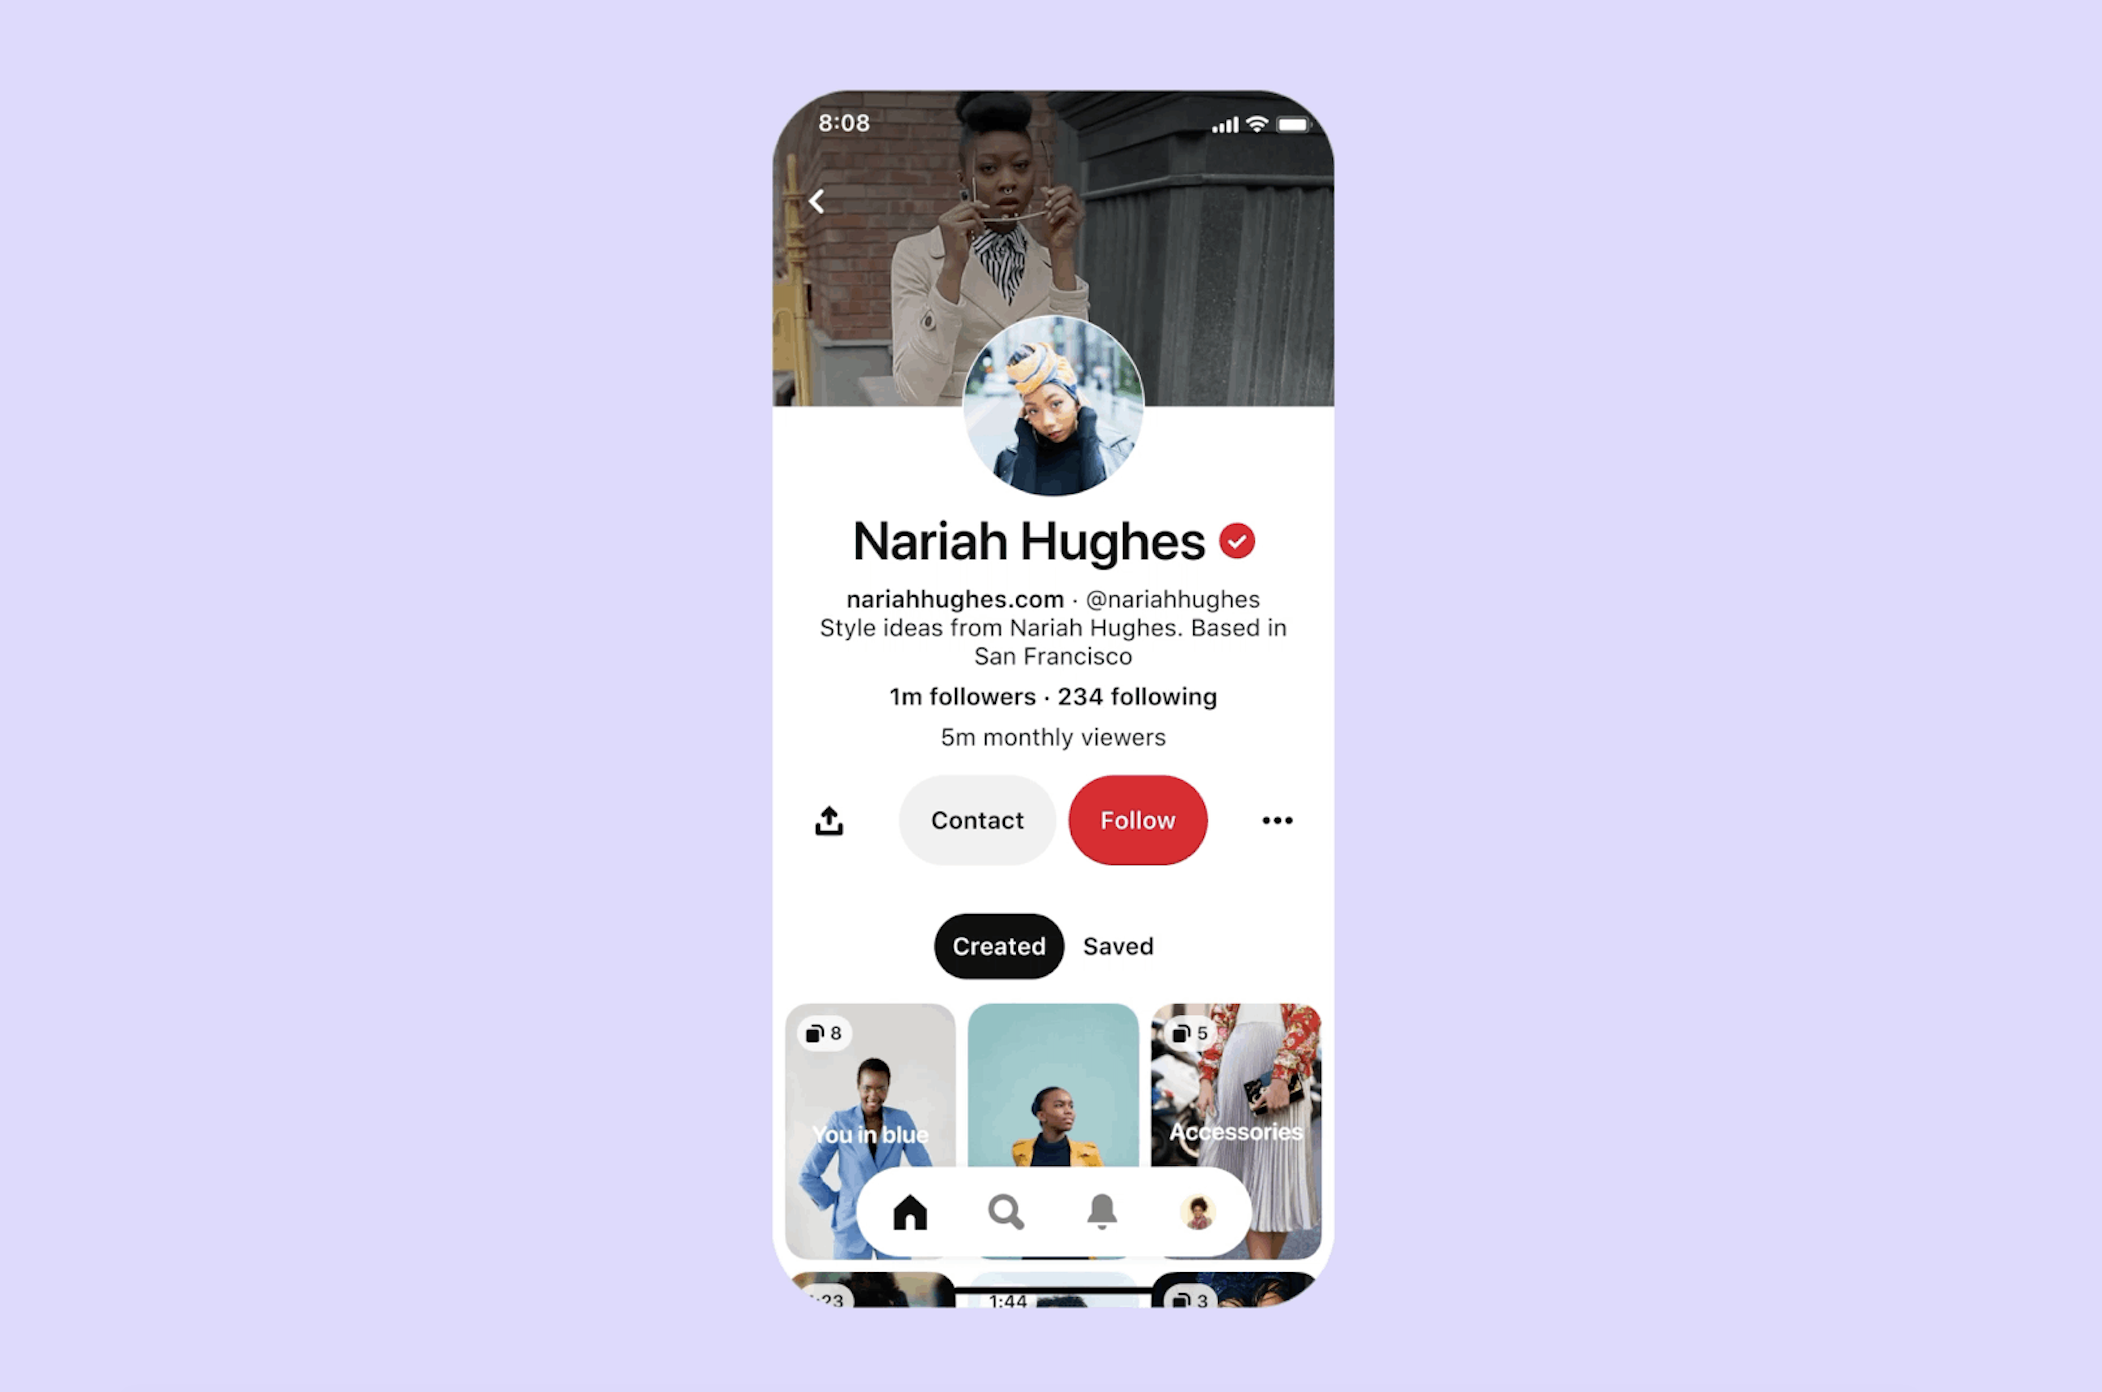 8:08
Nariah Hughes
nariahhughes.com · @nariahhughes
Style ideas from Nariah Hughes. Based in
San Francisco
1m followers · 234 following
5m monthly viewers
Contact
Follow
Created
Saved
8
5
You in blue
Accessories
:23
1:44
3